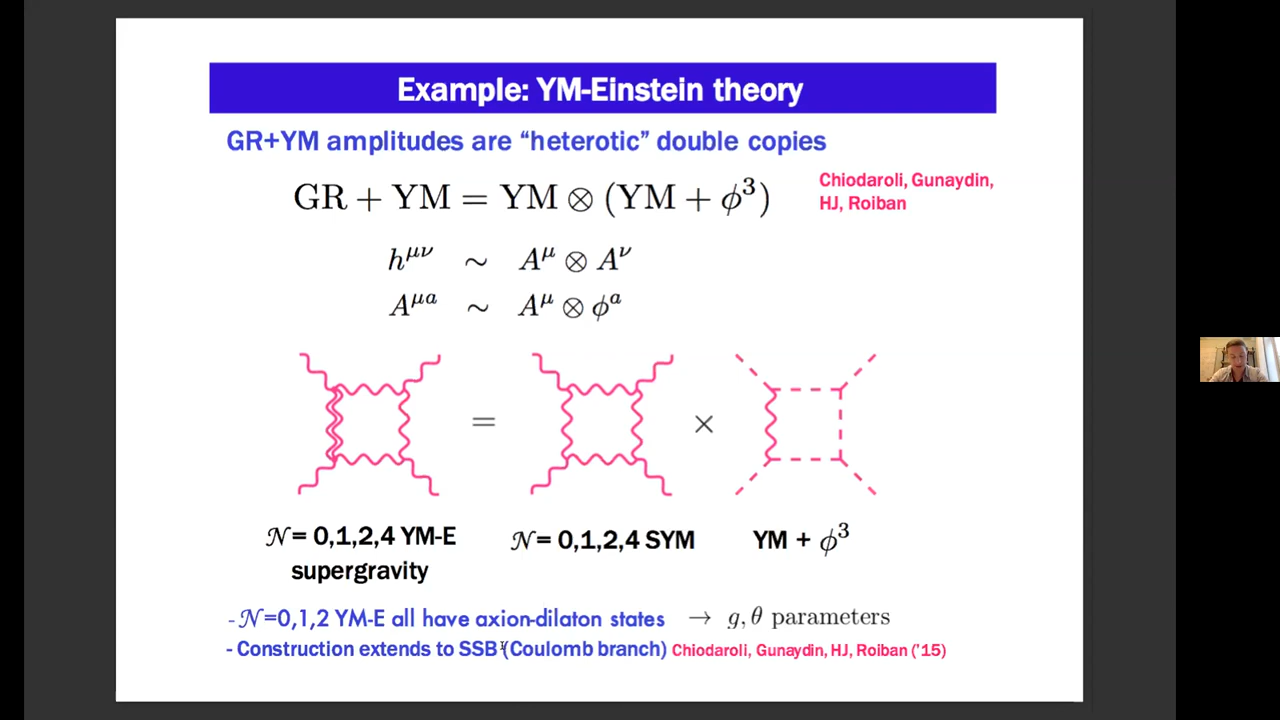 Example: YM-Einstein theory
GR+YM amplitudes are “heterotic” double copies
GR + YM = YM ⊗ (YM + ϕ³)
Chiodaroli, Gunaydin,
HJ, Roiban
h^{μν} ∼ A^μ ⊗ A^ν
A^{μa} ∼ A^μ ⊗ ϕ^a
= ×
𝒩 = 0,1,2,4 YM-E
supergravity
𝒩 = 0,1,2,4 SYM
YM + ϕ³
- 𝒩=0,1,2 YM-E all have axion-dilaton states → g, θ parameters
- Construction extends to SSB (Coulomb branch) Chiodaroli, Gunaydin, HJ, Roiban (’15)